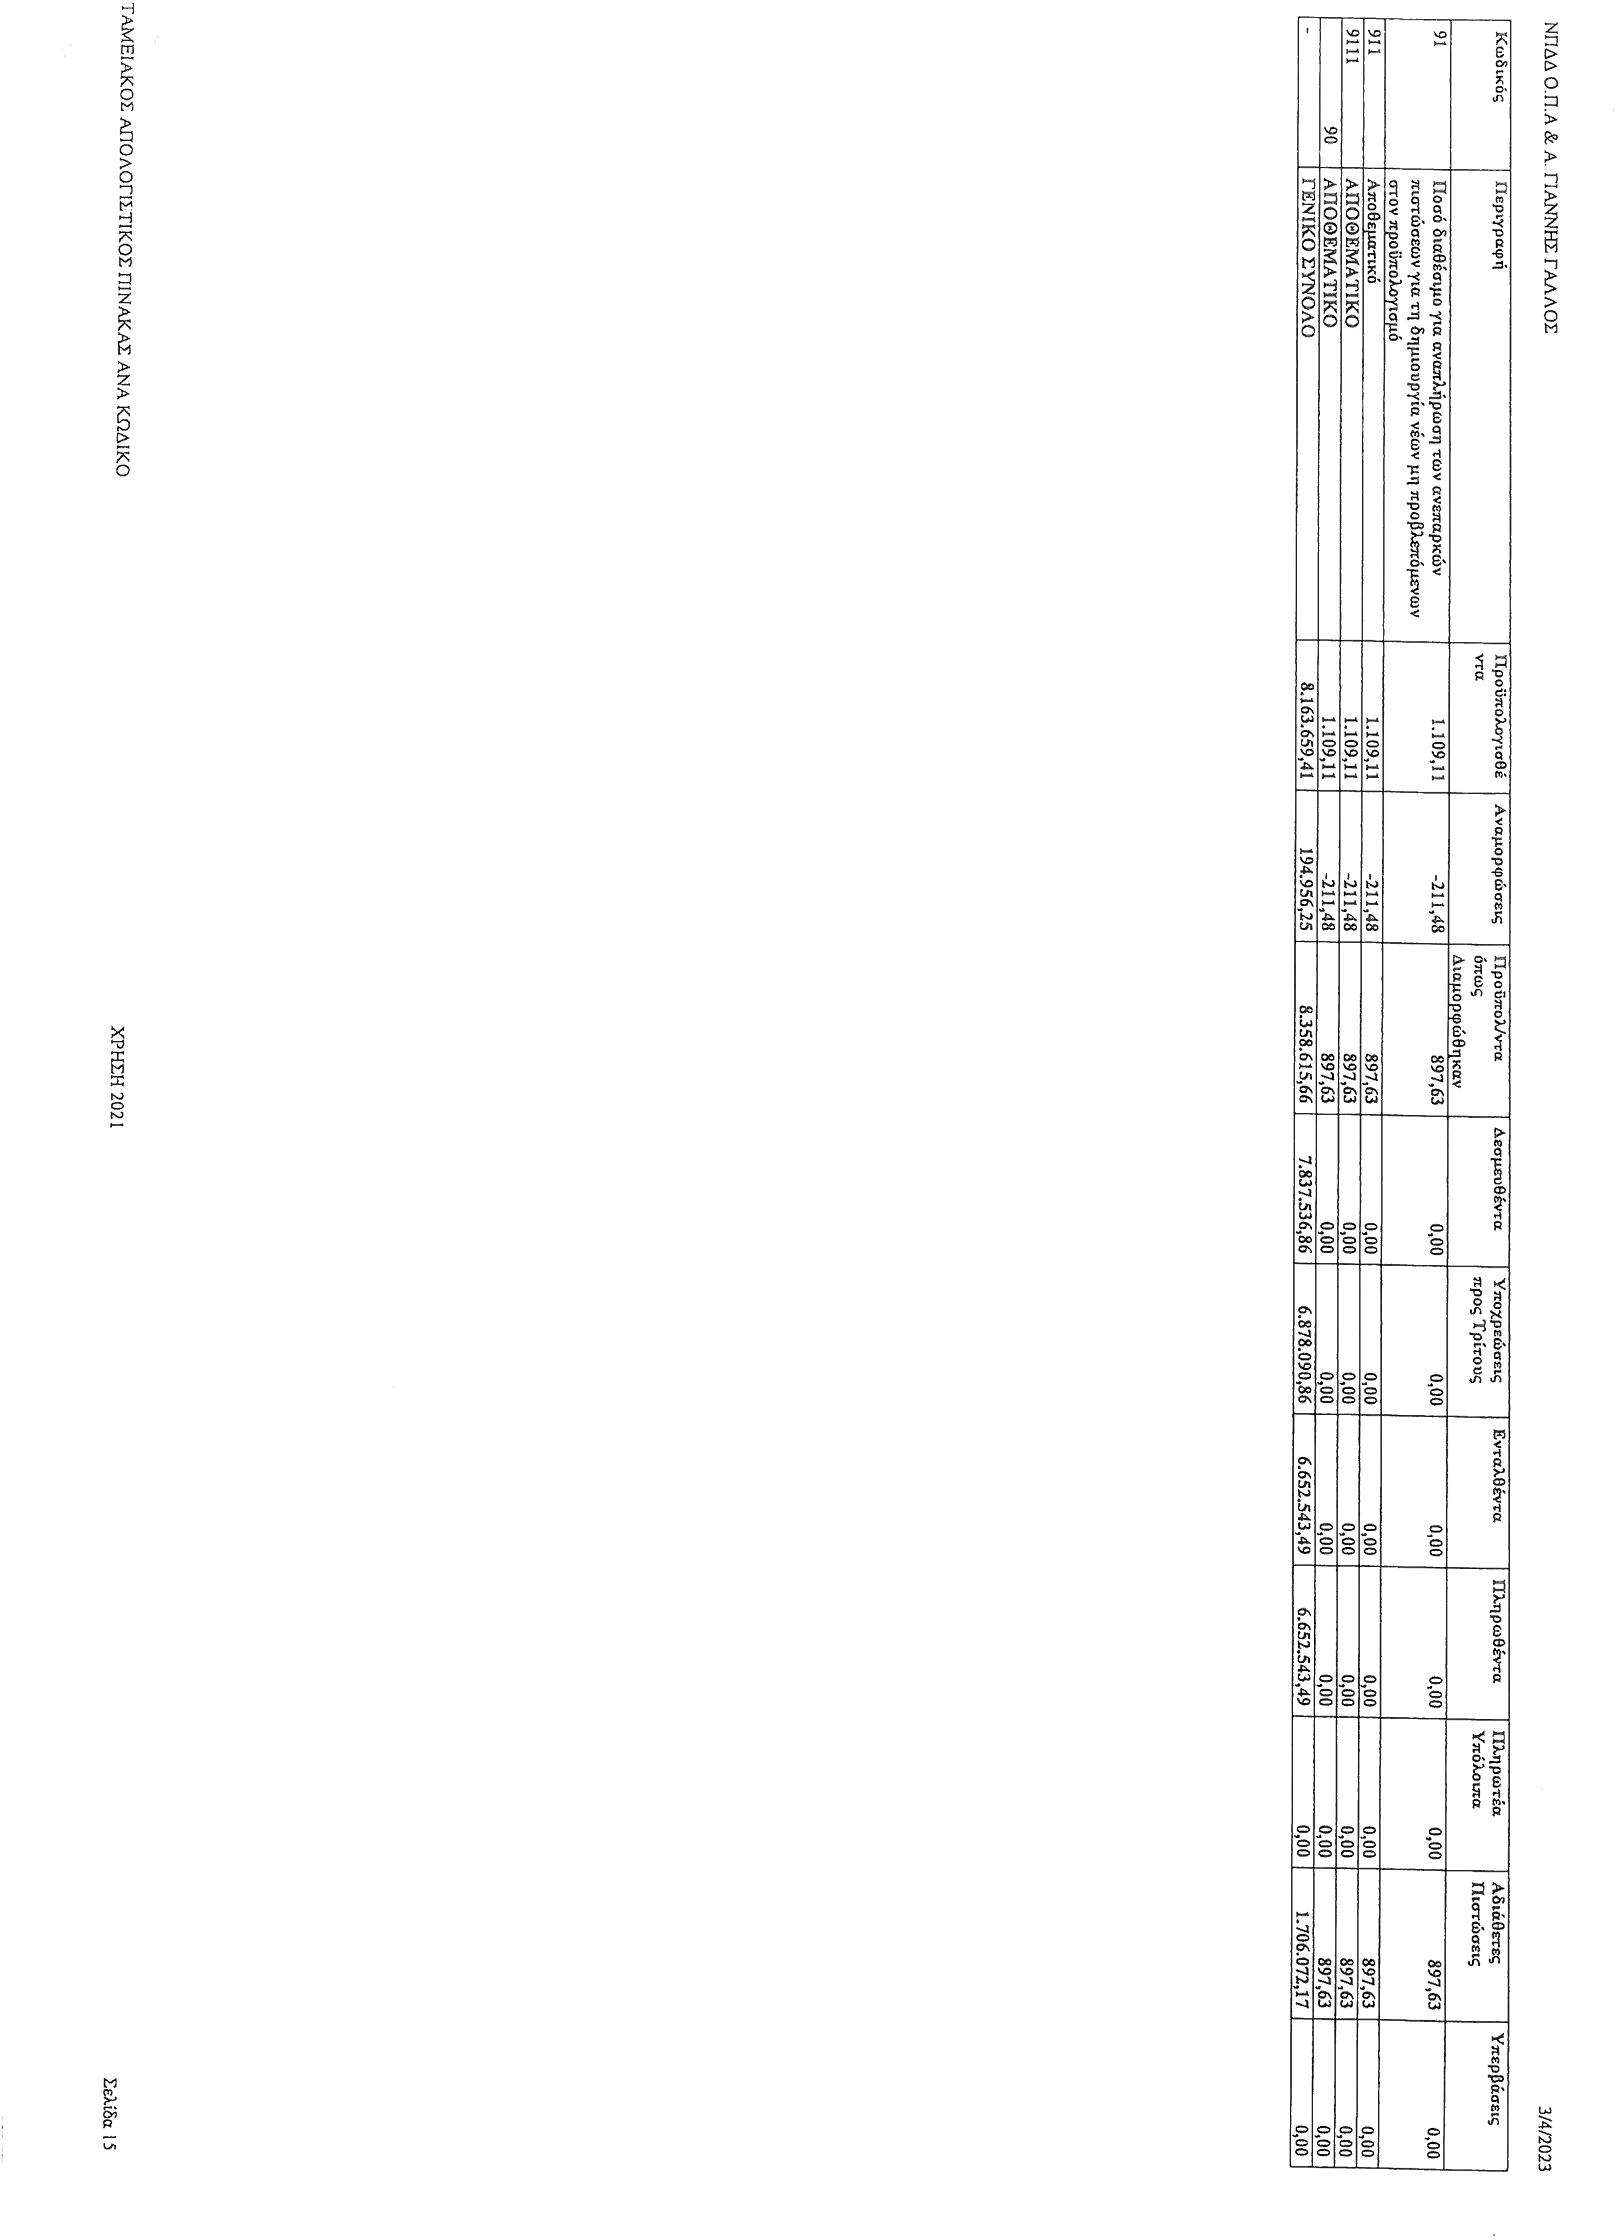 ΝΠΔΔ Ο.Π.Α & Α. ΓΙΑΝΝΗΣ ΓΑΛΛΟΣ 3/4/2023
Κωδικός Περιγραφή Προϋπολογισθέ Αναμορφώσεις Προϋπολ/ντα Δεσμευθέντα Υποχρεώσεις Ενταλθέντα Πληρωθέντα Πληρωτέα Αδιάθετες Υπερβάσεις
ντα όπως προς Τρίτους Υπόλοιπα Πιστώσεις
Διαμορφώθηκαν
91 Ποσό διαθέσιμο για αναπλήρωση των ανεπαρκών 1.109,11 -211,48 897,63 0,00 0,00 0,00 0,00 0,00 897,63 0,00
πιστώσεων για τη δημιουργία νέων μη προβλεπόμενων
στον προϋπολογισμό
911 Αποθεματικό 1.109,11 -211,48 897,63 0,00 0,00 0,00 0,00 0,00 897,63 0,00
9111 ΑΠΟΘΕΜΑΤΙΚΟ 1.109,11 -211,48 897,63 0,00 0,00 0,00 0,00 0,00 897,63 0,00
90 ΑΠΟΘΕΜΑΤΙΚΟ 1.109,11 -211,48 897,63 0,00 0,00 0,00 0,00 0,00 897,63 0,00
- ΓΕΝΙΚΟ ΣΥΝΟΛΟ 8.163.659,41 194.956,25 8.358.615,66 7.837.536,86 6.878.090,86 6.652.543,49 6.652.543,49 0,00 1.706.072,17 0,00
ΤΑΜΕΙΑΚΟΣ ΑΠΟΛΟΓΙΣΤΙΚΟΣ ΠΙΝΑΚΑΣ ΑΝΑ ΚΩΔΙΚΟ ΧΡΗΣΗ 2021 Σελίδα 15